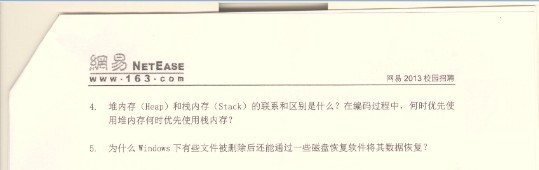 網易 NETEASE
www·163·com
网易 2013 校园招聘
4. 堆内存（Heap）和栈内存（Stack）的联系和区别是什么？在编码过程中，何时优先使
用堆内存何时优先使用栈内存？
5. 为什么 Windows 下有些文件被删除后还能通过一些磁盘恢复软件将其数据恢复？